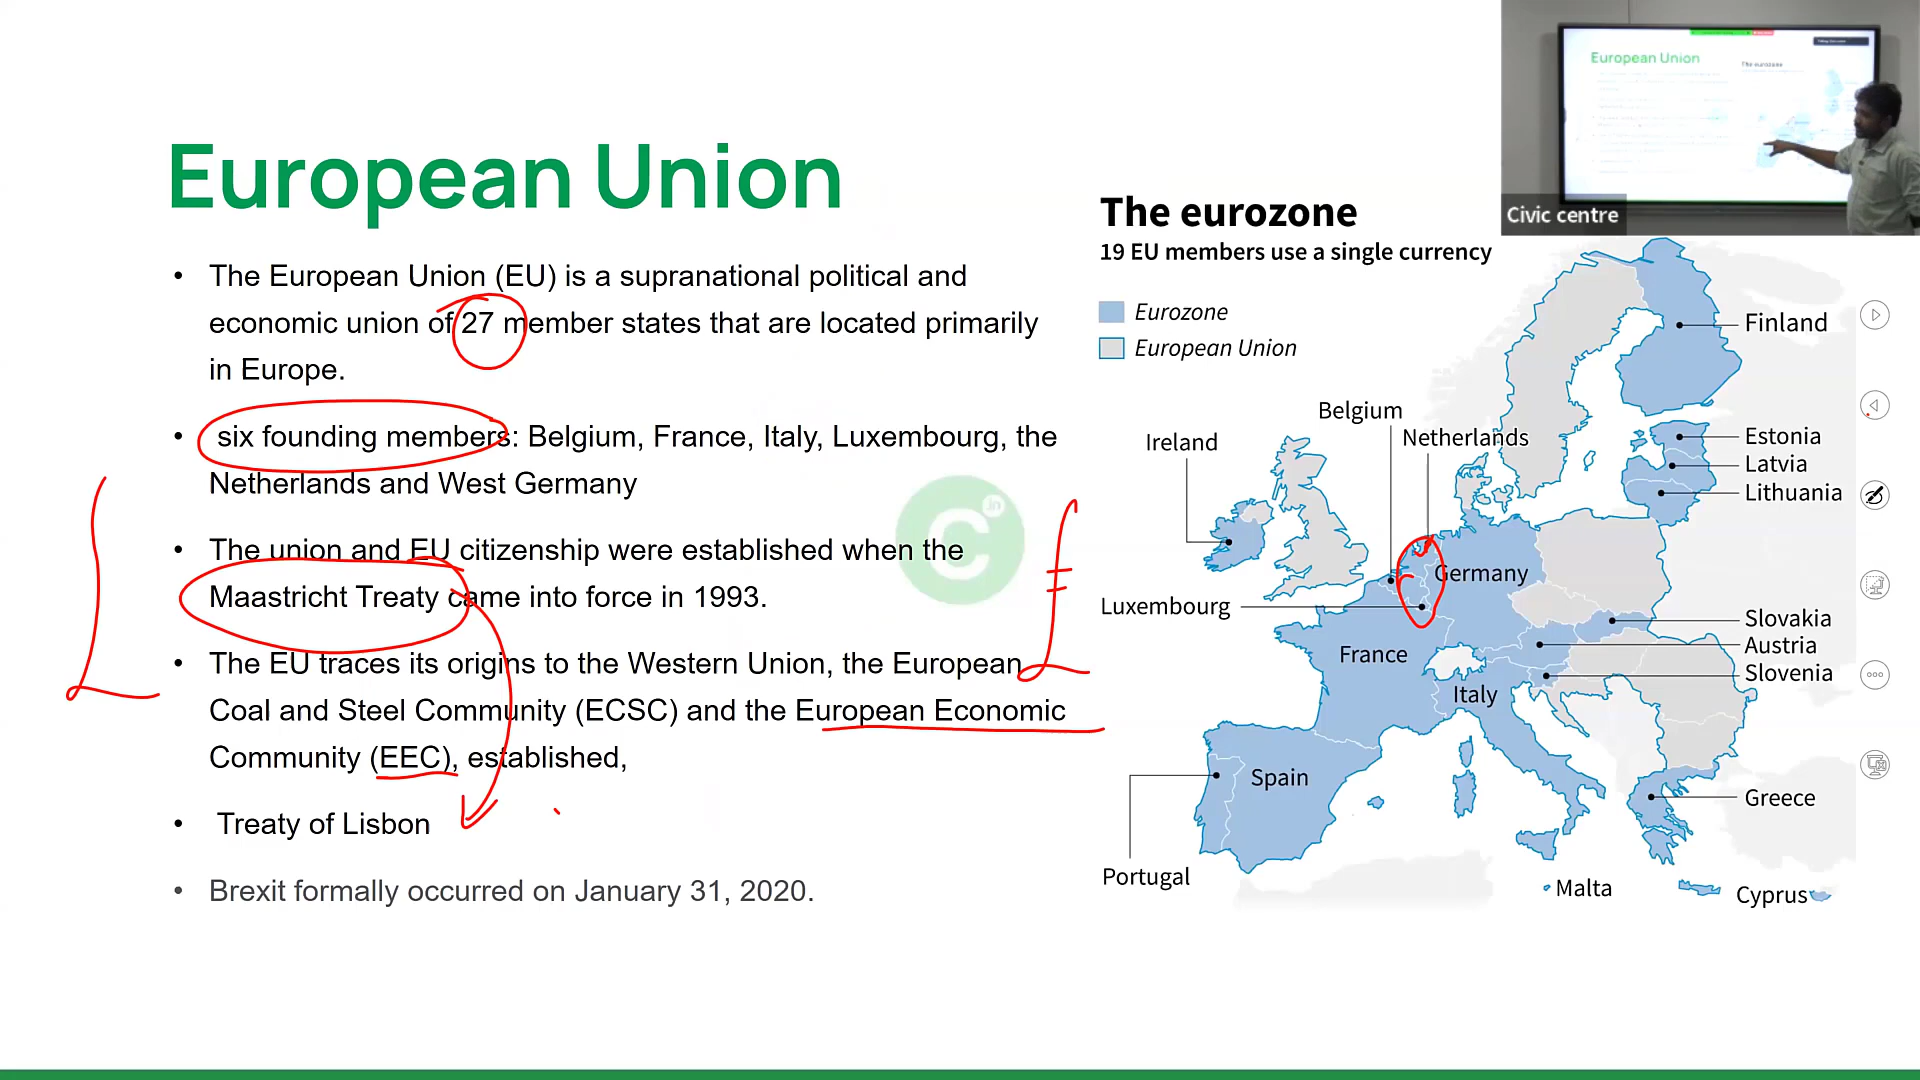 European Union
• The European Union (EU) is a supranational political and
economic union of 27 member states that are located primarily
in Europe.
• six founding members: Belgium, France, Italy, Luxembourg, the
Netherlands and West Germany
• The union and EU citizenship were established when the
Maastricht Treaty came into force in 1993.
• The EU traces its origins to the Western Union, the European
Coal and Steel Community (ECSC) and the European Economic
Community (EEC), established,
• Treaty of Lisbon
• Brexit formally occurred on January 31, 2020.
C.in
The eurozone
19 EU members use a single currency
Eurozone
European Union
Finland
Belgium
Netherlands
Ireland
Estonia
Latvia
Lithuania
Germany
Luxembourg
Slovakia
Austria
Slovenia
France
Italy
Spain
Greece
Portugal
Malta
Cyprus
European Union
The eurozone
Civic centre